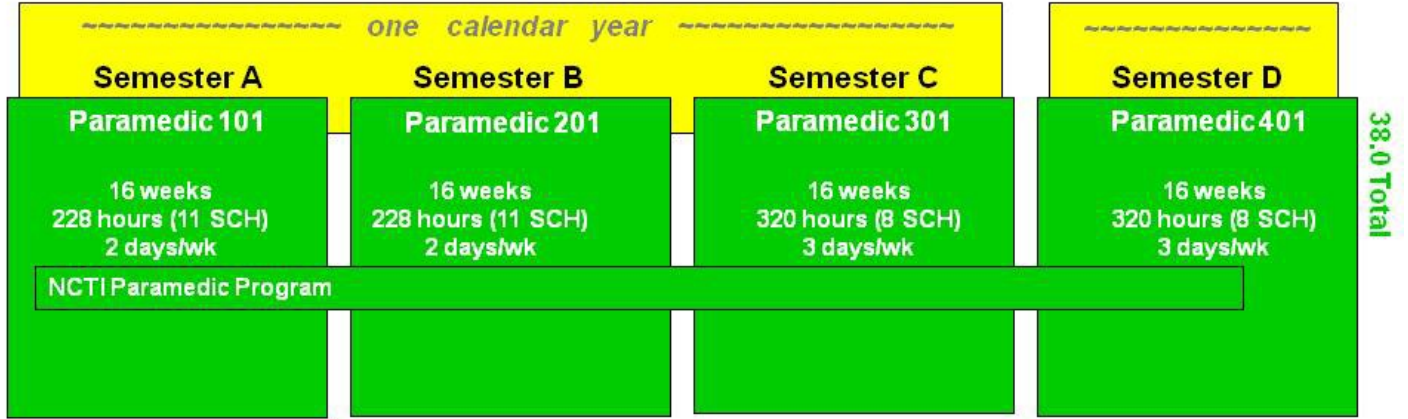 ~~~~~~~~~~~~~~~~ one calendar year ~~~~~~~~~~~~~~~~~
~~~~~~~~~~~~~~
Semester A
Semester B
Semester C
Semester D
Paramedic 101
16 weeks
228 hours (11 SCH)
2 days/wk
Paramedic 201
16 weeks
228 hours (11 SCH)
2 days/wk
Paramedic 301
16 weeks
320 hours (8 SCH)
3 days/wk
Paramedic 401
16 weeks
320 hours (8 SCH)
3 days/wk
38.0 Total
NCTI Paramedic Program